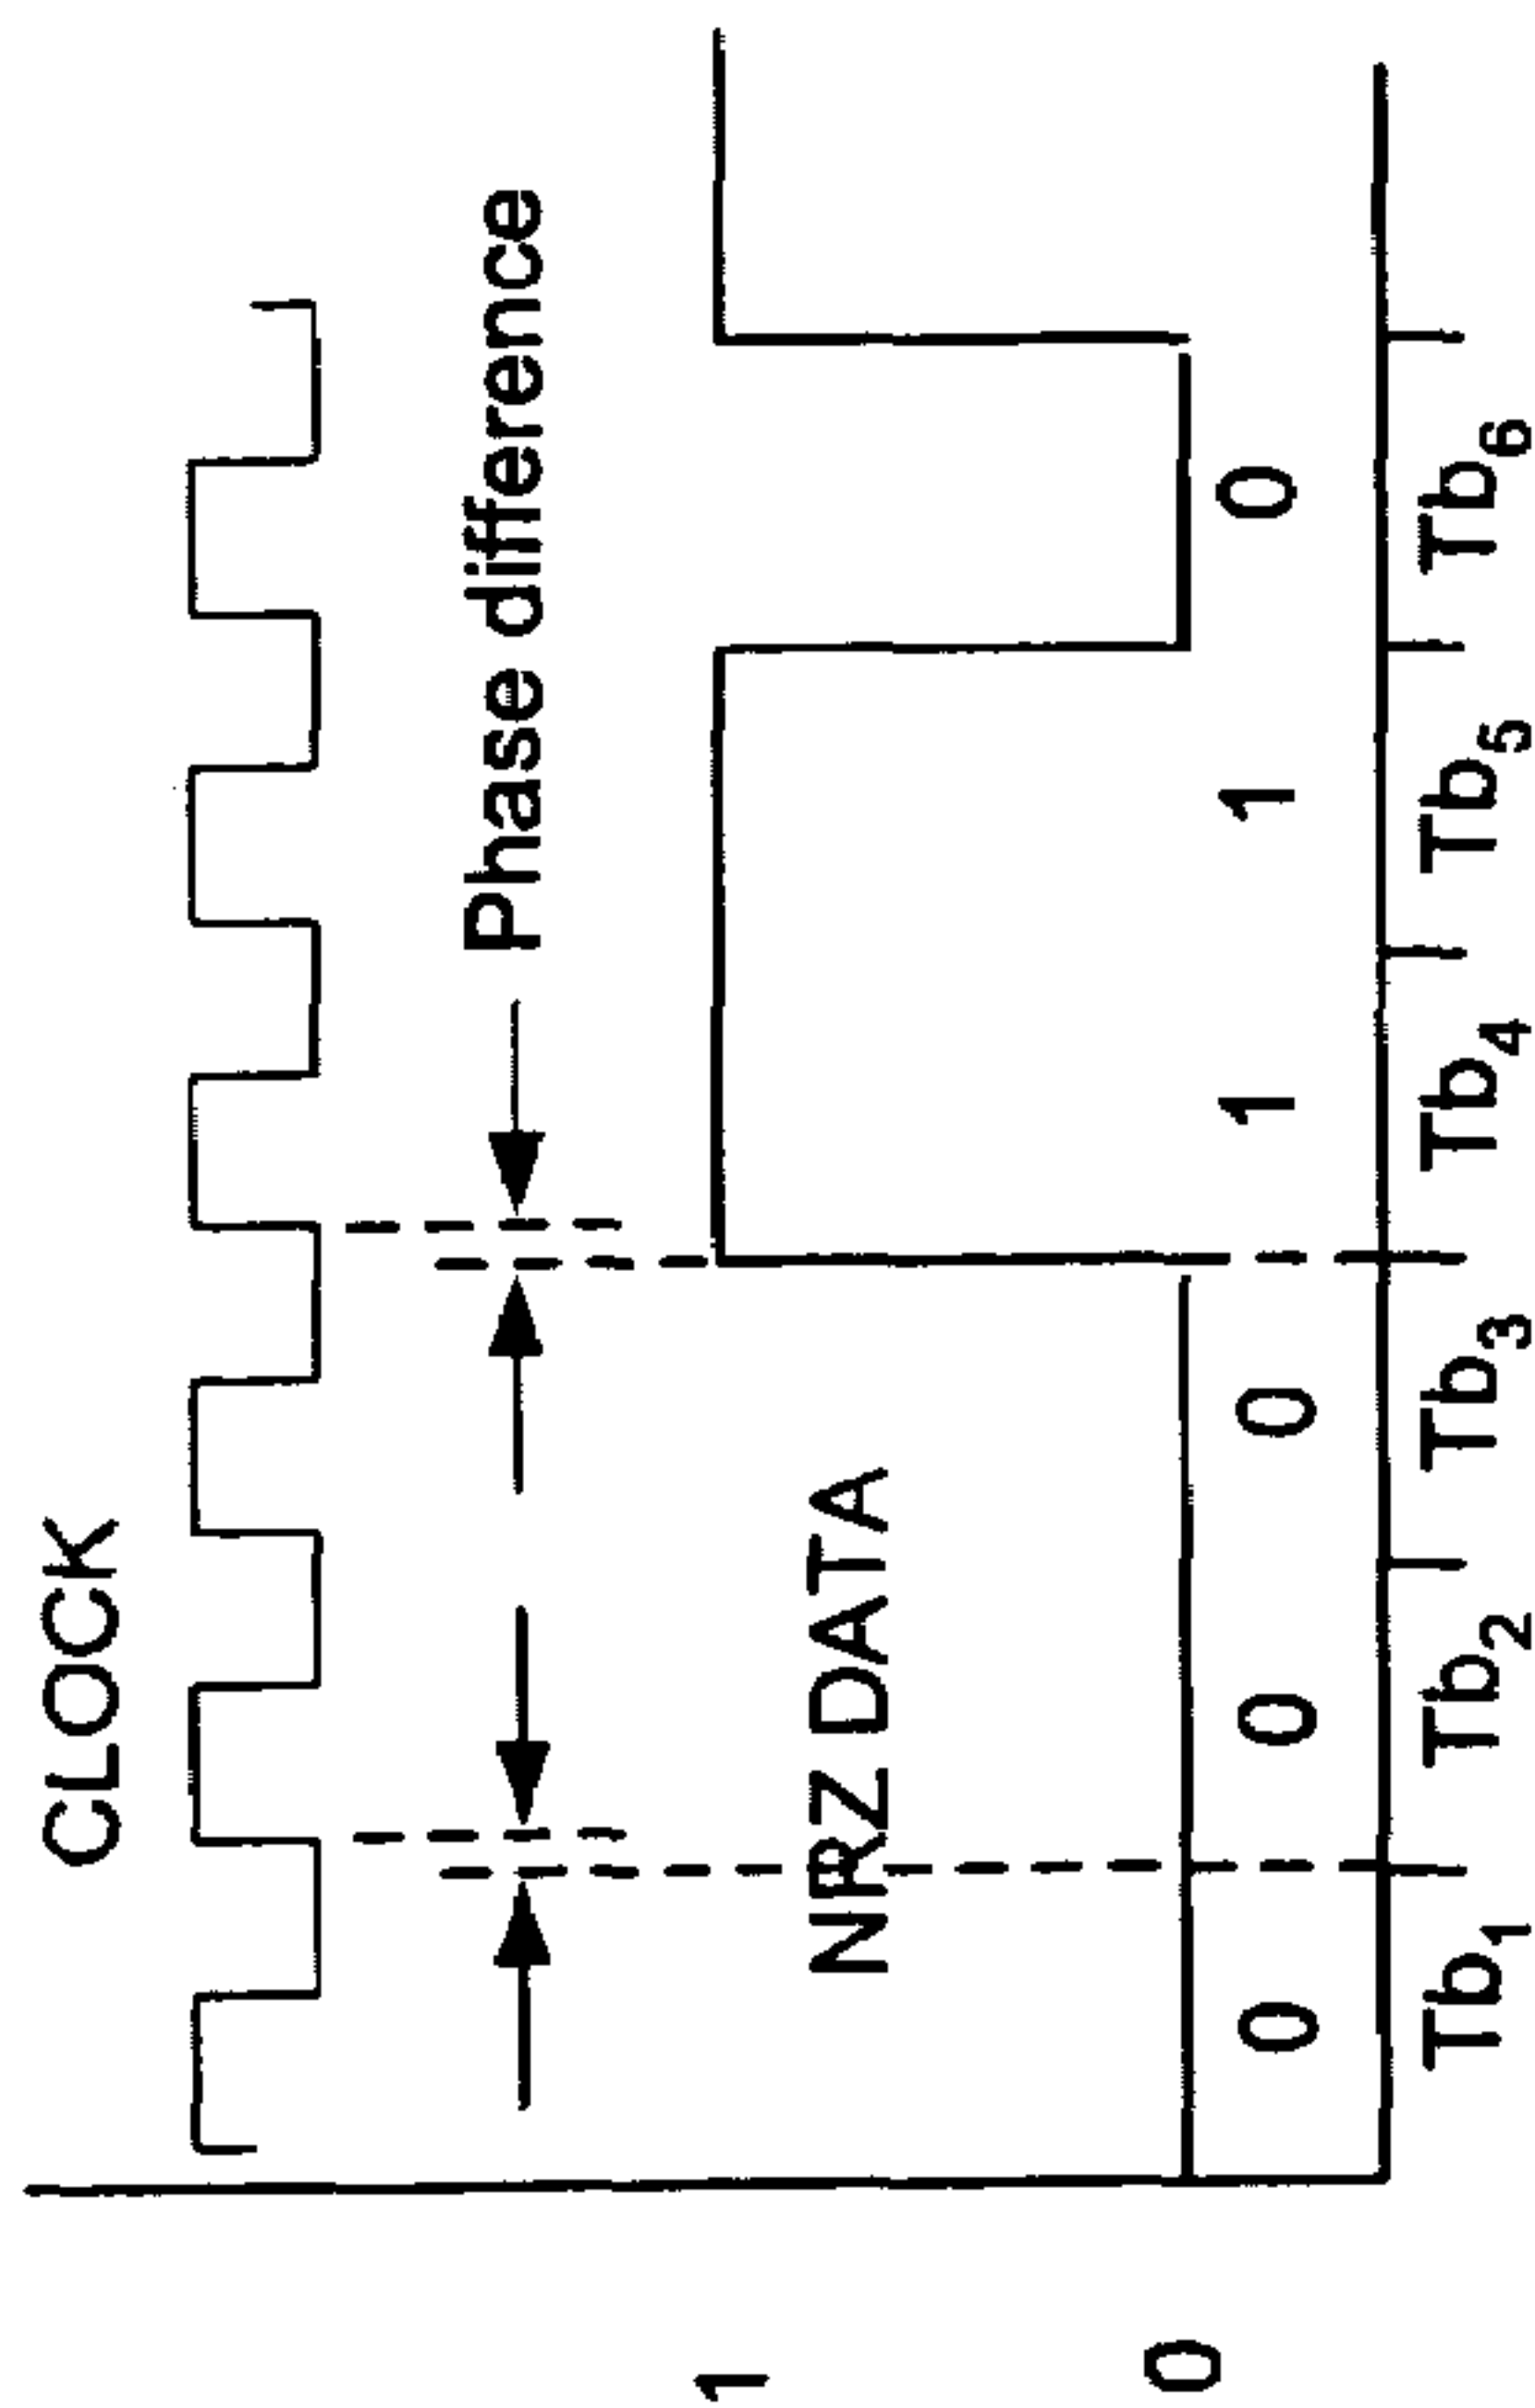 CLOCK
Phase difference
1
NRZ DATA
0
0 0 0 1 1 0
Tb1 Tb2 Tb3 Tb4 Tb5 Tb6